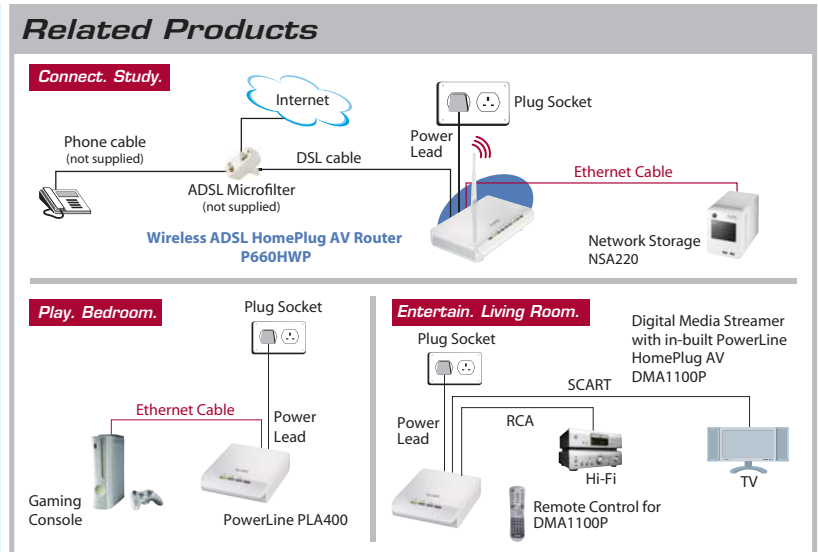 Related Products
Connect. Study.
Internet
Plug Socket
Phone cable
(not supplied)
DSL cable
Power
Lead
Ethernet Cable
ADSL Microfilter
(not supplied)
Wireless ADSL HomePlug AV Router
P660HWP
Network Storage
NSA220
Play. Bedroom.
Plug Socket
Ethernet Cable
Power
Lead
Gaming
Console
PowerLine PLA400
Entertain. Living Room.
Plug Socket
Digital Media Streamer
with in-built PowerLine
HomePlug AV
DMA1100P
SCART
RCA
Power
Lead
Hi-Fi
TV
Remote Control for
DMA1100P